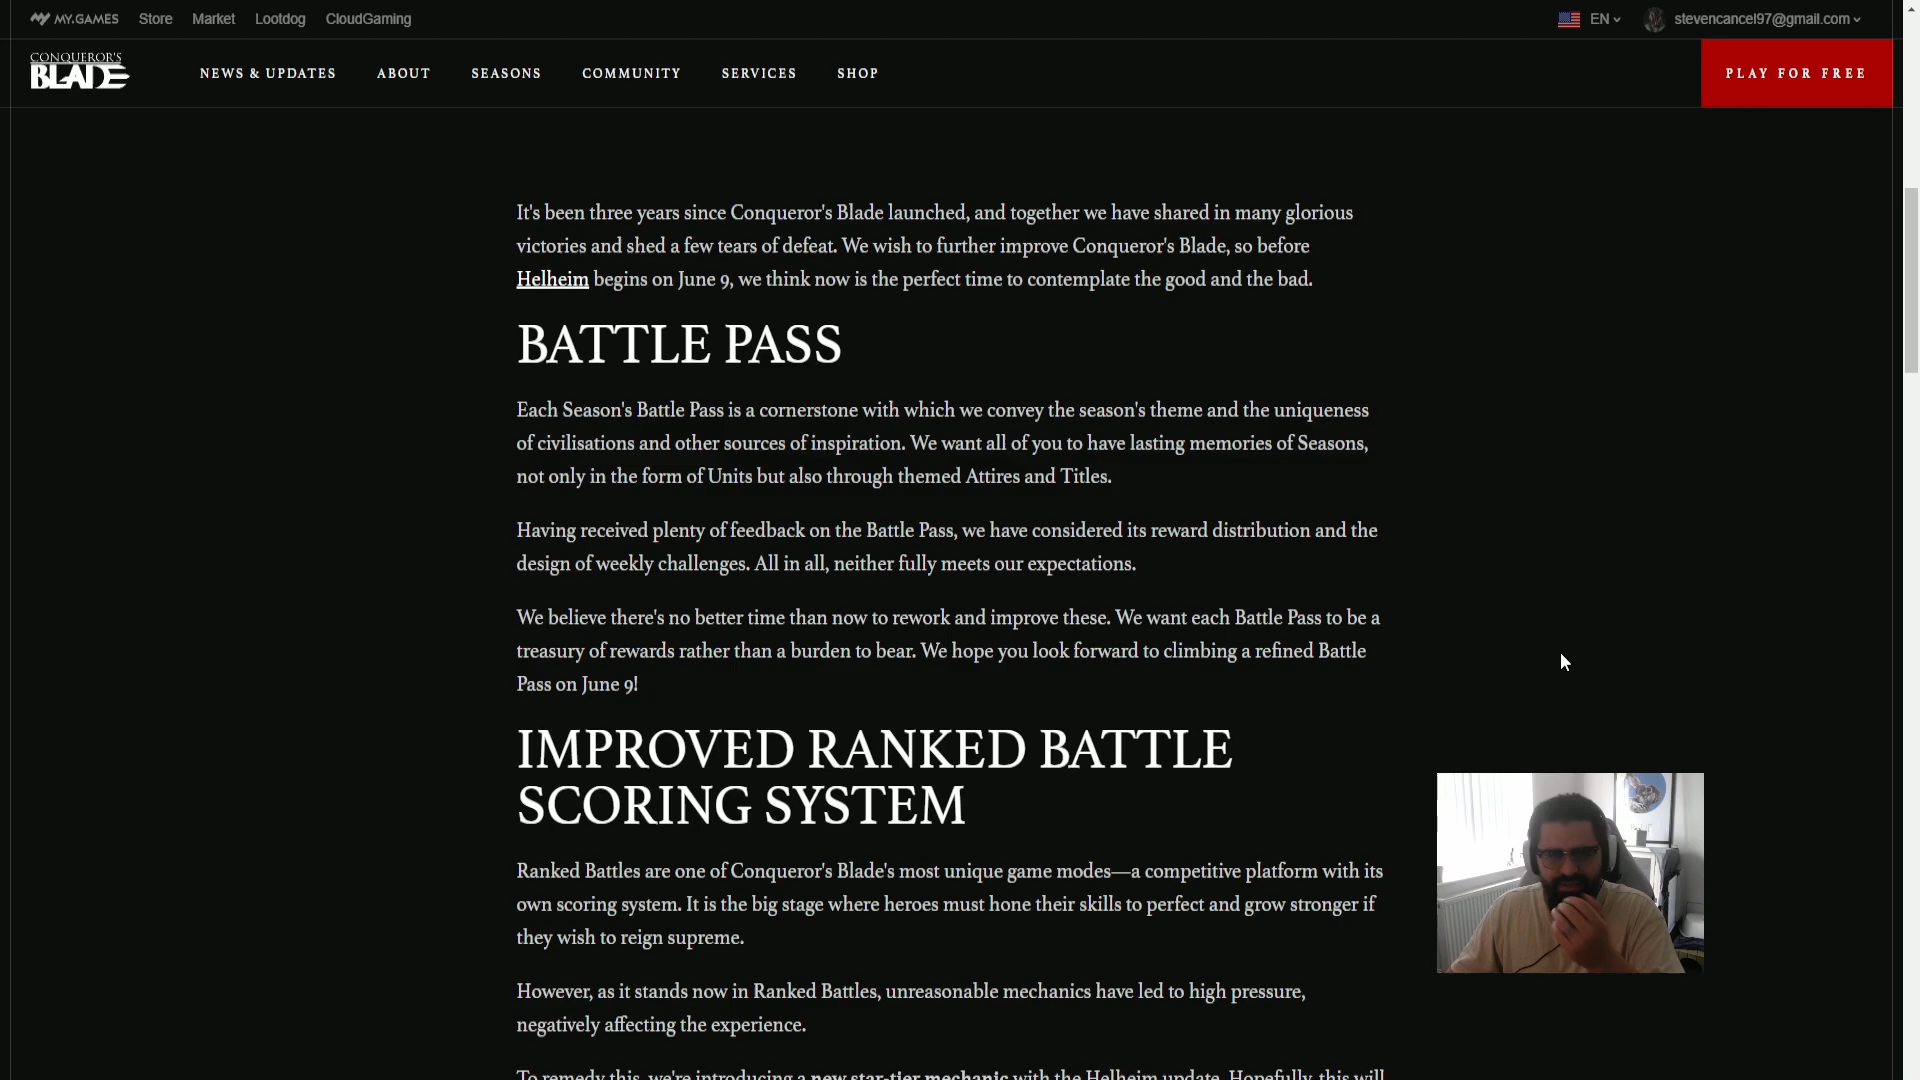 MY.GAMES Store Market Lootdog CloudGaming EN stevencancel97@gmail.com
CONQUEROR'S
BLADE
NEWS & UPDATES ABOUT SEASONS COMMUNITY SERVICES SHOP PLAY FOR FREE
It's been three years since Conqueror's Blade launched, and together we have shared in many glorious
victories and shed a few tears of defeat. We wish to further improve Conqueror's Blade, so before
Helheim begins on June 9, we think now is the perfect time to contemplate the good and the bad.
BATTLE PASS
Each Season's Battle Pass is a cornerstone with which we convey the season's theme and the uniqueness
of civilisations and other sources of inspiration. We want all of you to have lasting memories of Seasons,
not only in the form of Units but also through themed Attires and Titles.
Having received plenty of feedback on the Battle Pass, we have considered its reward distribution and the
design of weekly challenges. All in all, neither fully meets our expectations.
We believe there's no better time than now to rework and improve these. We want each Battle Pass to be a
treasury of rewards rather than a burden to bear. We hope you look forward to climbing a refined Battle
Pass on June 9!
IMPROVED RANKED BATTLE
SCORING SYSTEM
Ranked Battles are one of Conqueror's Blade's most unique game modes—a competitive platform with its
own scoring system. It is the big stage where heroes must hone their skills to perfect and grow stronger if
they wish to reign supreme.
However, as it stands now in Ranked Battles, unreasonable mechanics have led to high pressure,
negatively affecting the experience.
To remedy this, we're introducing a new star-tier mechanic with the Helheim update. Hopefully, this will